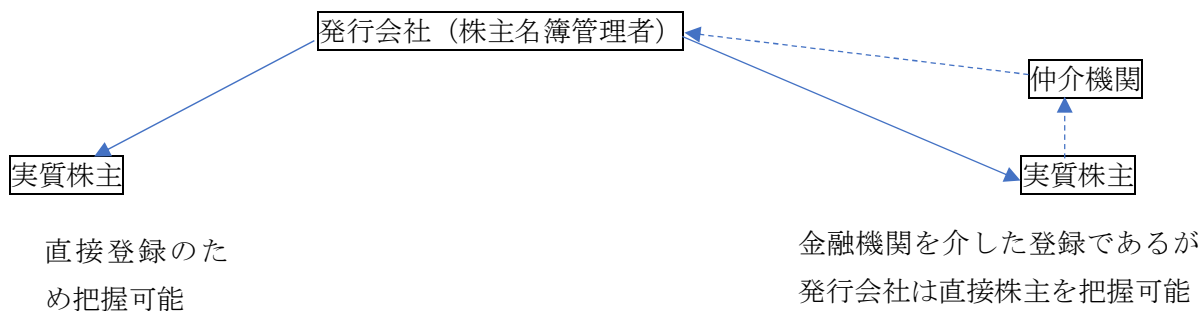 発行会社（株主名簿管理者）
仲介機関
実質株主
実質株主
直接登録のた
め把握可能
金融機関を介した登録であるが
発行会社は直接株主を把握可能